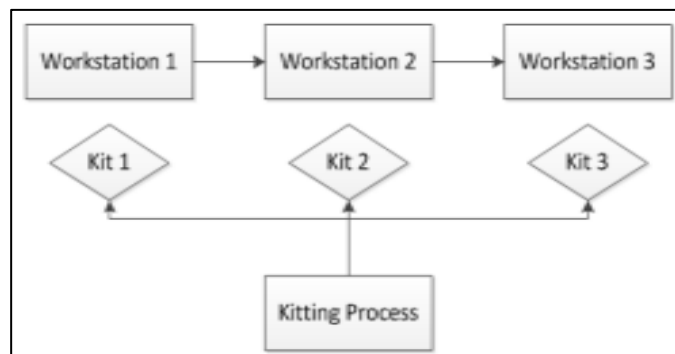 Workstation 1
Workstation 2
Workstation 3
Kit 1
Kit 2
Kit 3
Kitting Process